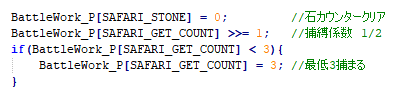 BattleWork_P[SAFARI_STONE] = 0; //石カウンタークリア
BattleWork_P[SAFARI_GET_COUNT] >>= 1; //捕縛係数 1/2
if(BattleWork_P[SAFARI_GET_COUNT] < 3){
BattleWork_P[SAFARI_GET_COUNT] = 3; //最低3捕まる
}